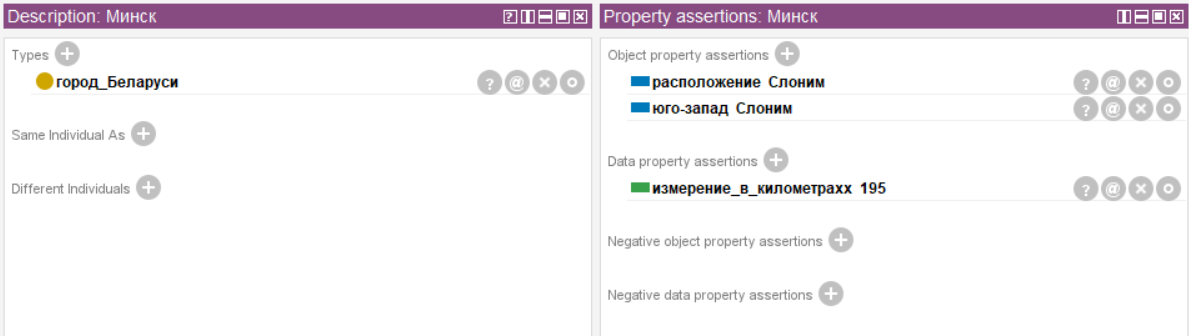 Description: Минск
Types
город_Беларуси
Same Individual As
Different Individuals
Property assertions: Минск
Object property assertions
расположение Слоним
юго-запад Слоним
Data property assertions
измерение_в_километрахх 195
Negative object property assertions
Negative data property assertions